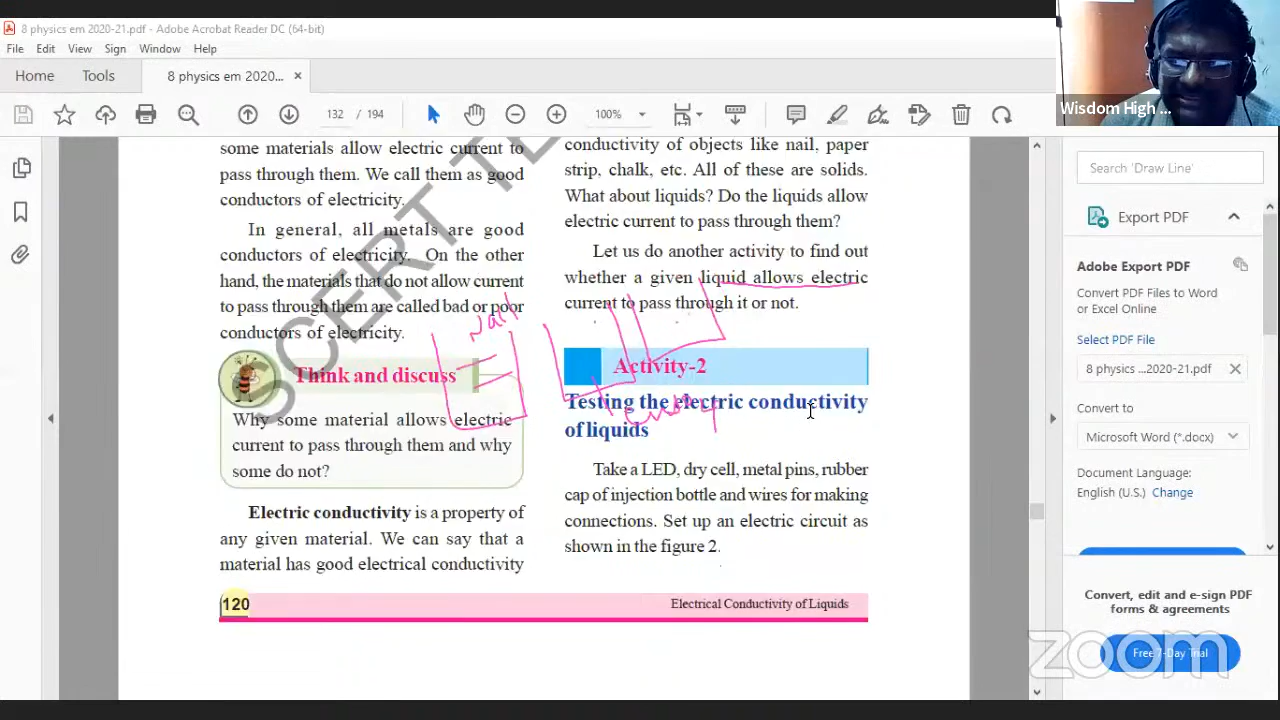 8 physics em 2020-21.pdf - Adobe Acrobat Reader DC (64-bit)
File Edit View Sign Window Help
Home Tools 8 physics em 2020... ×
132 / 194 100%
some materials allow electric current to
pass through them. We call them as good
conductors of electricity.
In general, all metals are good
conductors of electricity. On the other
hand, the materials that do not allow current
to pass through them are called bad or poor
conductors of electricity.
Think and discuss
Why some material allows electric
current to pass through them and why
some do not?
Electric conductivity is a property of
any given material. We can say that a
material has good electrical conductivity
conductivity of objects like nail, paper
strip, chalk, etc. All of these are solids.
What about liquids? Do the liquids allow
electric current to pass through them?
Let us do another activity to find out
whether a given liquid allows electric
current to pass through it or not.
Activity-2
Testing the electric conductivity
of liquids
Take a LED, dry cell, metal pins, rubber
cap of injection bottle and wires for making
connections. Set up an electric circuit as
shown in the figure 2.
120
Electrical Conductivity of Liquids
SCERT
Nail
Wisdom High ...
Search 'Draw Line'
Export PDF
Adobe Export PDF
Convert PDF Files to Word
or Excel Online
Select PDF File
8 physics ...2020-21.pdf
Convert to
Microsoft Word (*.docx)
Document Language:
English (U.S.) Change
Convert, edit and e-sign PDF
forms & agreements
Free 7-Day Trial
zoom